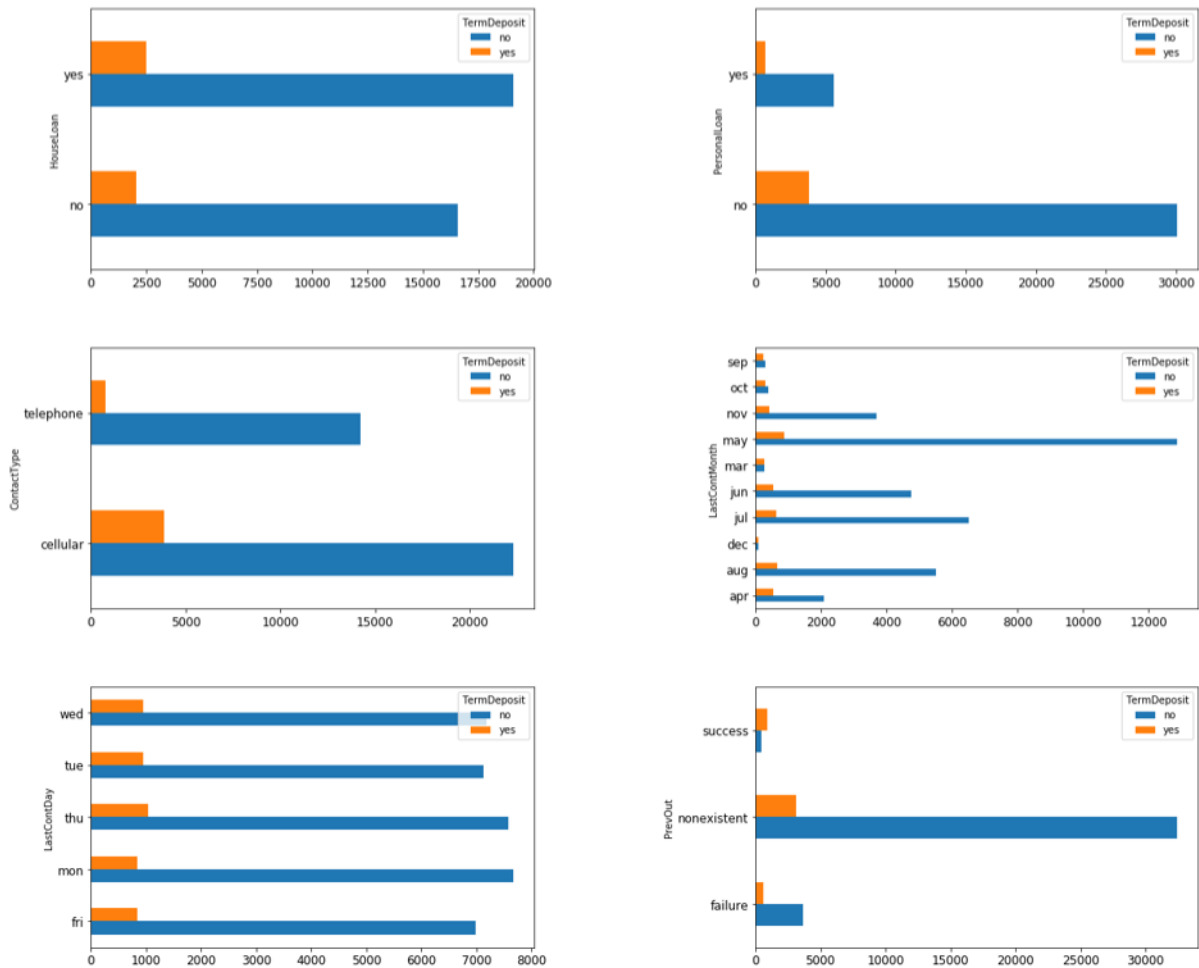 TermDeposit
no
yes
yes
no
HouseLoan
0 2500 5000 7500 10000 12500 15000 17500 20000
TermDeposit
no
yes
yes
no
PersonalLoan
0 5000 10000 15000 20000 25000 30000
TermDeposit
no
yes
telephone
cellular
ContactType
0 5000 10000 15000 20000
TermDeposit
no
yes
sep
oct
nov
may
mar
jun
jul
dec
aug
apr
LastContMonth
0 2000 4000 6000 8000 10000 12000
TermDeposit
no
yes
wed
tue
thu
mon
fri
LastContDay
0 1000 2000 3000 4000 5000 6000 7000 8000
TermDeposit
no
yes
success
nonexistent
failure
PrevOut
0 5000 10000 15000 20000 25000 30000